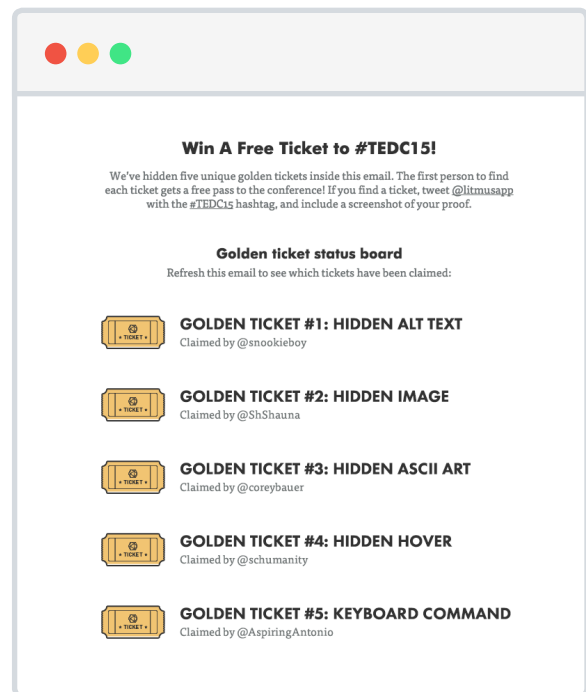 Win A Free Ticket to #TEDC15!
We've hidden five unique golden tickets inside this email. The first person to find
each ticket gets a free pass to the conference! If you find a ticket, tweet @litmusapp
with the #TEDC15 hashtag, and include a screenshot of your proof.
Golden ticket status board
Refresh this email to see which tickets have been claimed:
TICKET
GOLDEN TICKET #1: HIDDEN ALT TEXT
Claimed by @snookieboy
TICKET
GOLDEN TICKET #2: HIDDEN IMAGE
Claimed by @ShShauna
TICKET
GOLDEN TICKET #3: HIDDEN ASCII ART
Claimed by @coreybauer
TICKET
GOLDEN TICKET #4: HIDDEN HOVER
Claimed by @schumanity
TICKET
GOLDEN TICKET #5: KEYBOARD COMMAND
Claimed by @AspiringAntonio